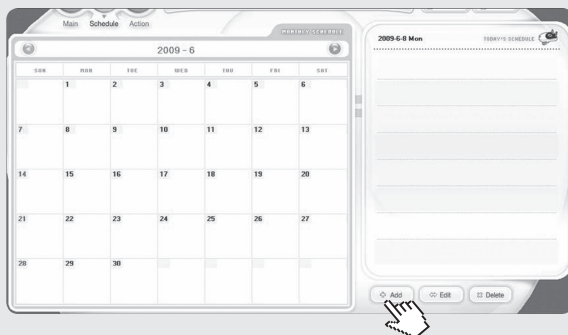 Main Schedule Action
MONTHLY SCHEDULE
2009 - 6
SUN MON TUE WED THU FRI SAT
1 2 3 4 5 6
7 8 9 10 11 12 13
14 15 16 17 18 19 20
21 22 23 24 25 26 27
28 29 30
2009-6-8 Mon TODAY'S SCHEDULE
Add Edit Delete